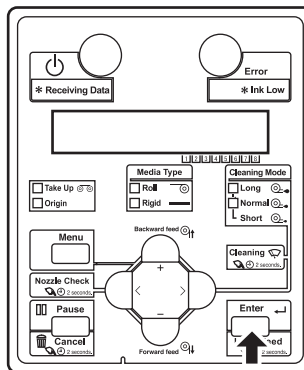 Error
* Receiving Data
* Ink Low
1 2 3 4 5 6 7 8
Media Type
Cleaning Mode
Take Up
Roll
Long
Origin
Rigid
Normal
Short
Menu
Backward feed
Cleaning
2 seconds.
Nozzle Check
2 seconds.
+
< >
−
Pause
Enter
Cancel
2 seconds.
Forward feed
2 seconds.